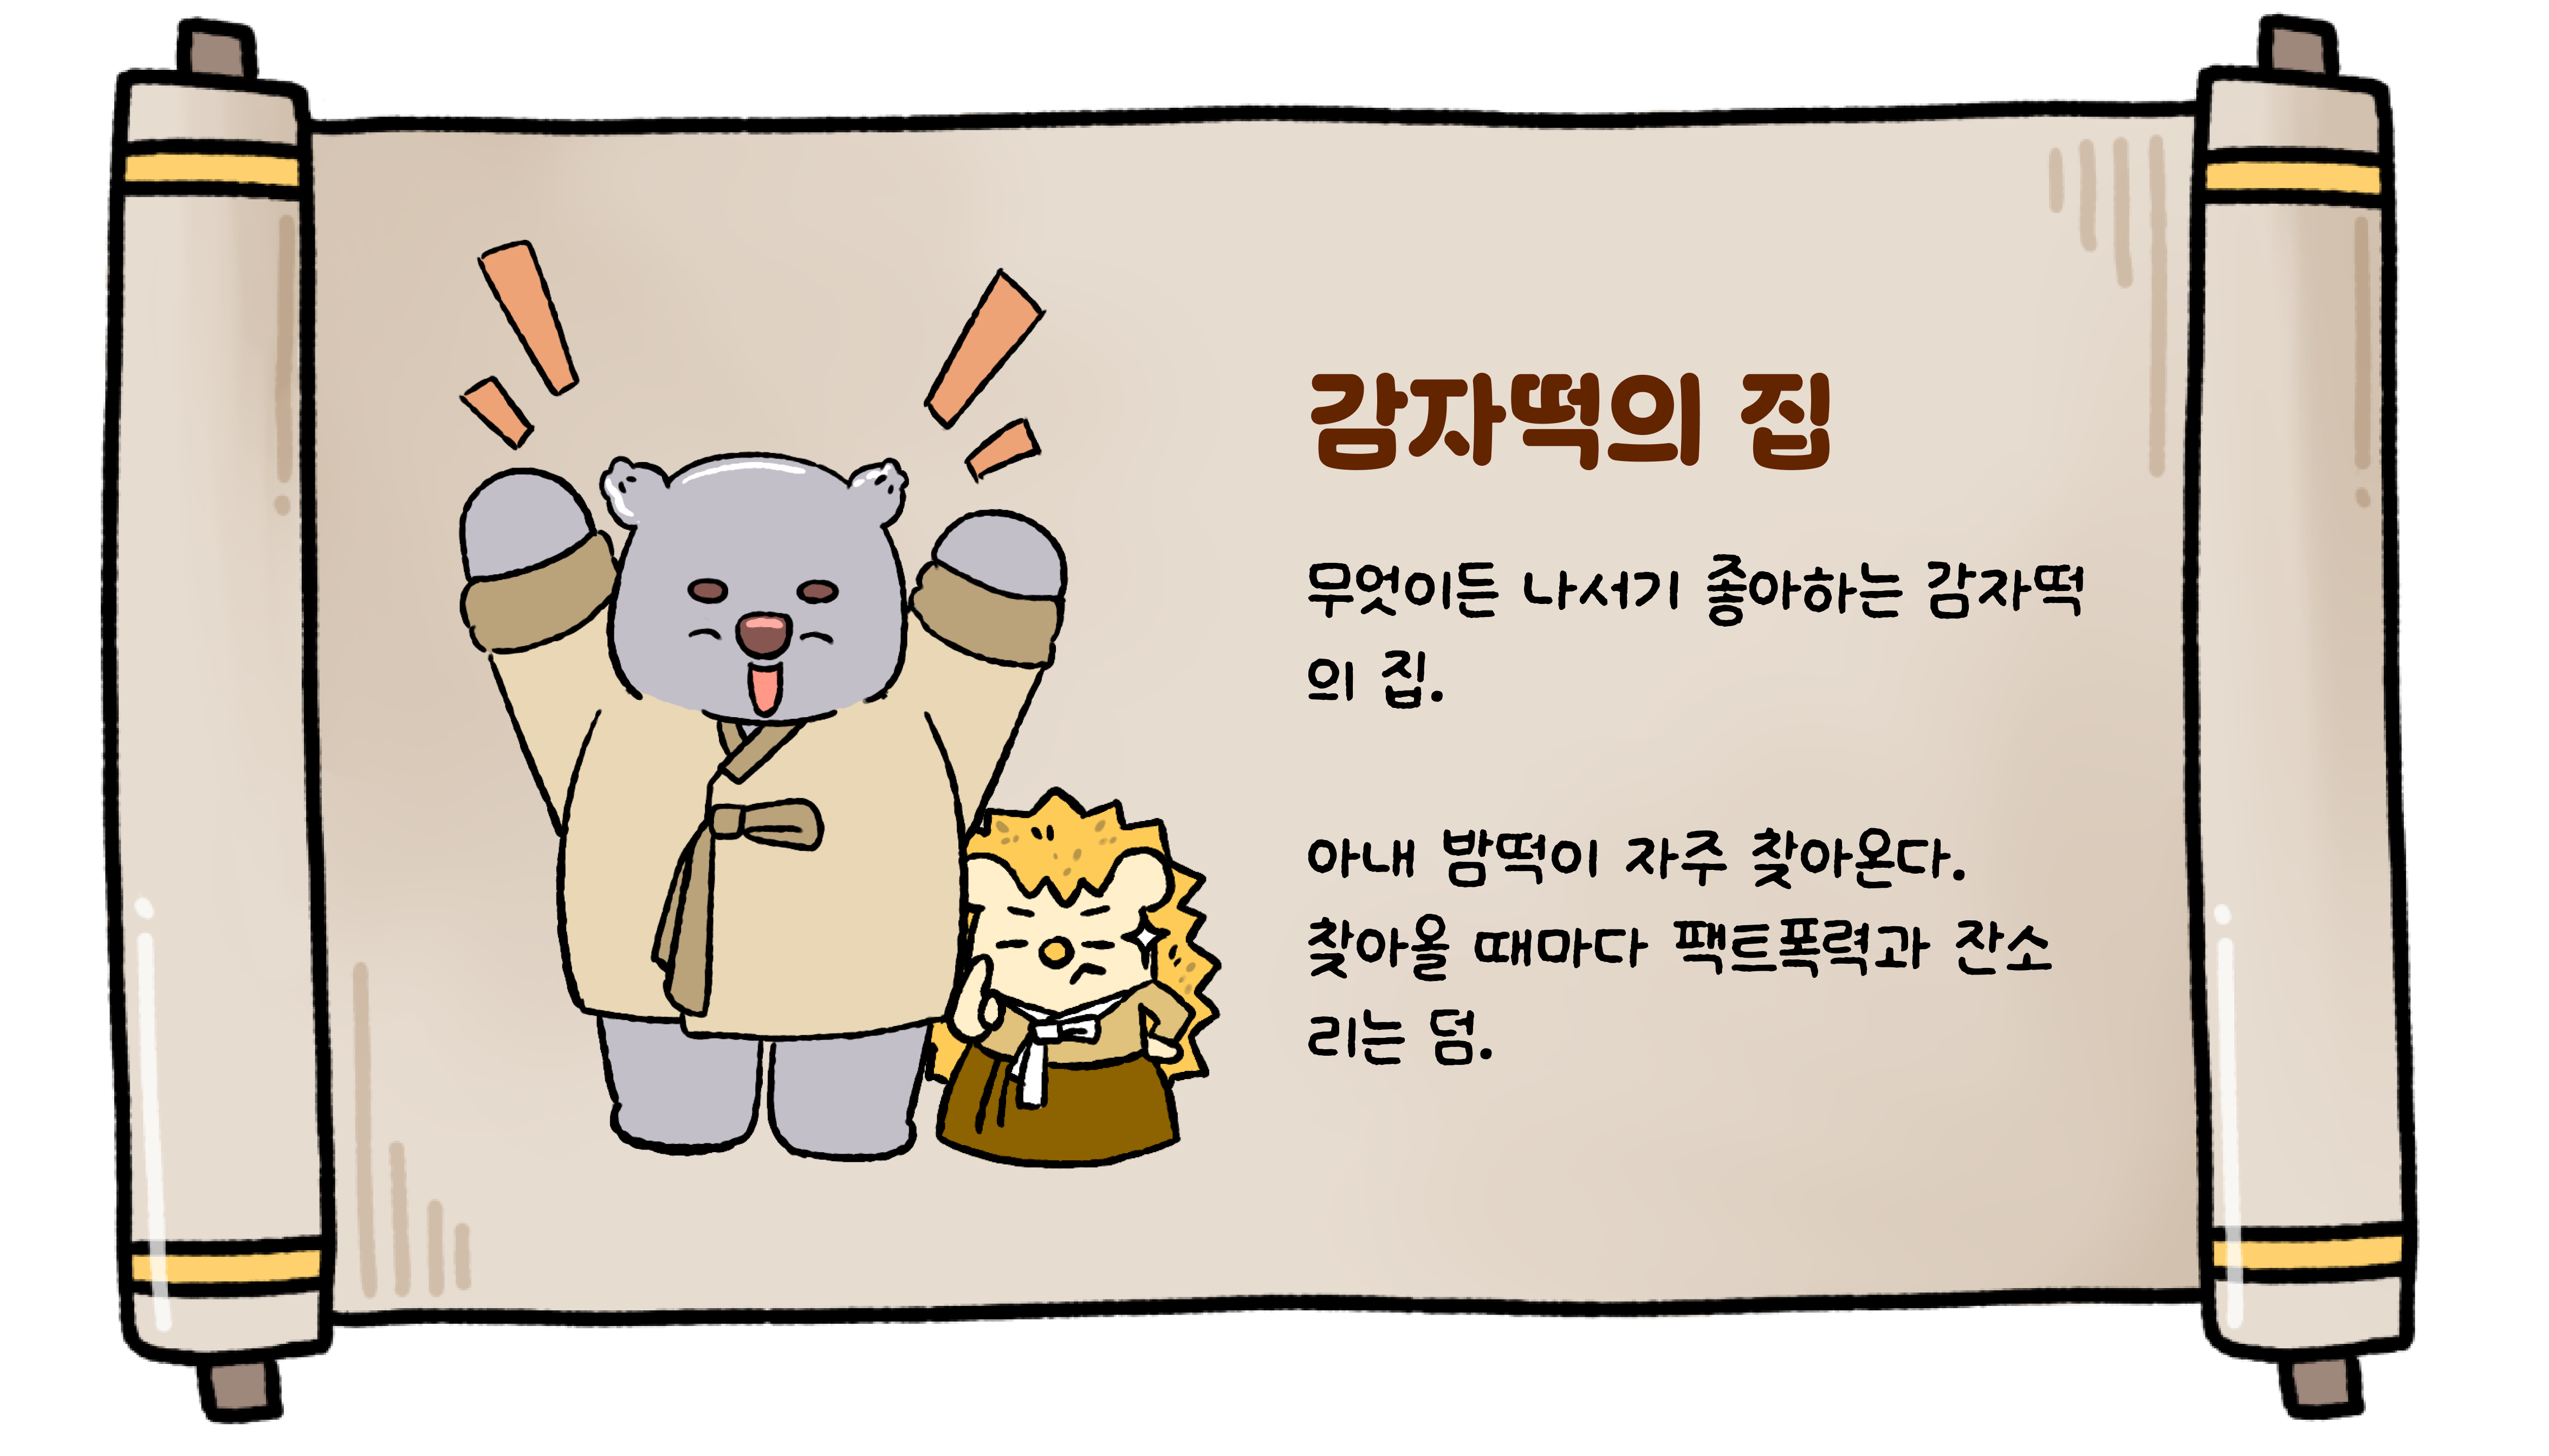 감자떡의 집
무엇이든 나서기 좋아하는 감자떡
의 집.
아내 밤떡이 자주 찾아온다.
찾아올 때마다 팩트폭력과 잔소
리는 덤.